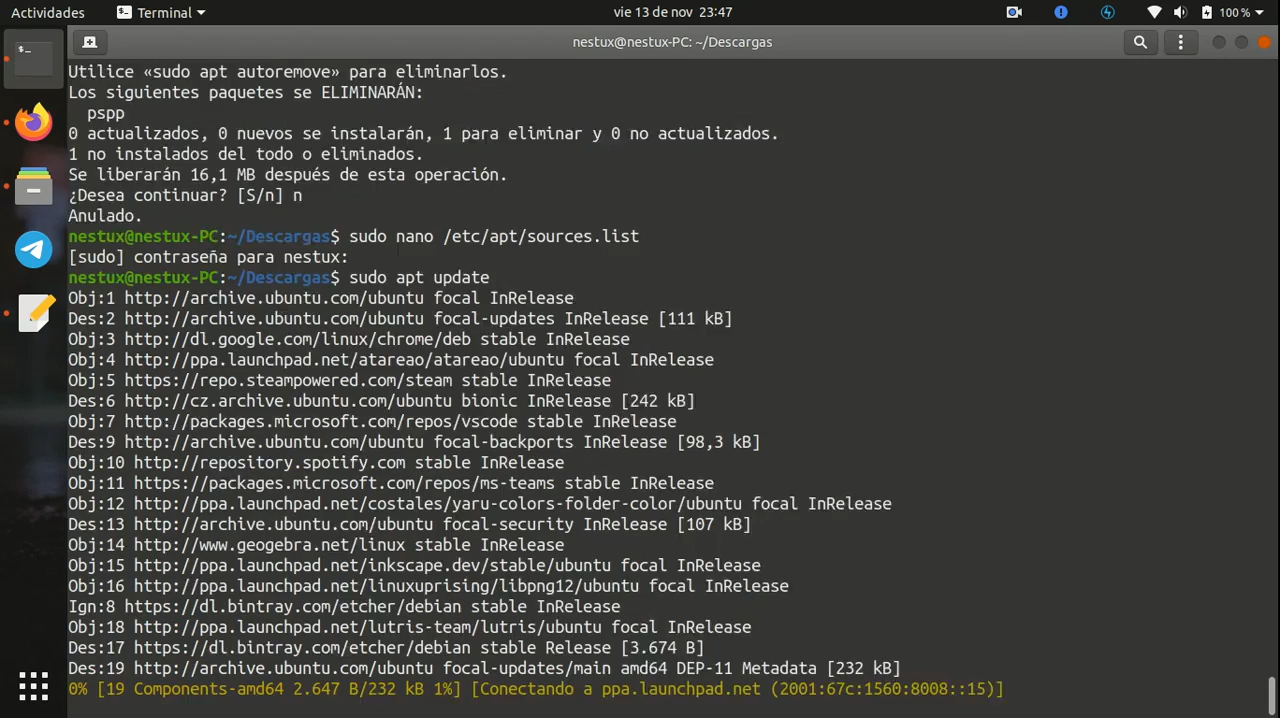 Actividades
Terminal
vie 13 de nov 23:47
100 %
nestux@nestux-PC: ~/Descargas
Utilice «sudo apt autoremove» para eliminarlos.
Los siguientes paquetes se ELIMINARÁN:
pspp
0 actualizados, 0 nuevos se instalarán, 1 para eliminar y 0 no actualizados.
1 no instalados del todo o eliminados.
Se liberarán 16,1 MB después de esta operación.
¿Desea continuar? [S/n] n
Anulado.
nestux@nestux-PC:~/Descargas$ sudo nano /etc/apt/sources.list
[sudo] contraseña para nestux:
nestux@nestux-PC:~/Descargas$ sudo apt update
Obj:1 http://archive.ubuntu.com/ubuntu focal InRelease
Des:2 http://archive.ubuntu.com/ubuntu focal-updates InRelease [111 kB]
Obj:3 http://dl.google.com/linux/chrome/deb stable InRelease
Obj:4 http://ppa.launchpad.net/atareao/atareao/ubuntu focal InRelease
Obj:5 https://repo.steampowered.com/steam stable InRelease
Des:6 http://cz.archive.ubuntu.com/ubuntu bionic InRelease [242 kB]
Obj:7 http://packages.microsoft.com/repos/vscode stable InRelease
Des:9 http://archive.ubuntu.com/ubuntu focal-backports InRelease [98,3 kB]
Obj:10 http://repository.spotify.com stable InRelease
Obj:11 https://packages.microsoft.com/repos/ms-teams stable InRelease
Obj:12 http://ppa.launchpad.net/costales/yaru-colors-folder-color/ubuntu focal InRelease
Des:13 http://archive.ubuntu.com/ubuntu focal-security InRelease [107 kB]
Obj:14 http://www.geogebra.net/linux stable InRelease
Obj:15 http://ppa.launchpad.net/inkscape.dev/stable/ubuntu focal InRelease
Obj:16 http://ppa.launchpad.net/linuxuprising/libpng12/ubuntu focal InRelease
Ign:8 https://dl.bintray.com/etcher/debian stable InRelease
Obj:18 http://ppa.launchpad.net/lutris-team/lutris/ubuntu focal InRelease
Des:17 https://dl.bintray.com/etcher/debian stable Release [3.674 B]
Des:19 http://archive.ubuntu.com/ubuntu focal-updates/main amd64 DEP-11 Metadata [232 kB]
0% [19 Components-amd64 2.647 B/232 kB 1%] [Conectando a ppa.launchpad.net (2001:67c:1560:8008::15)]